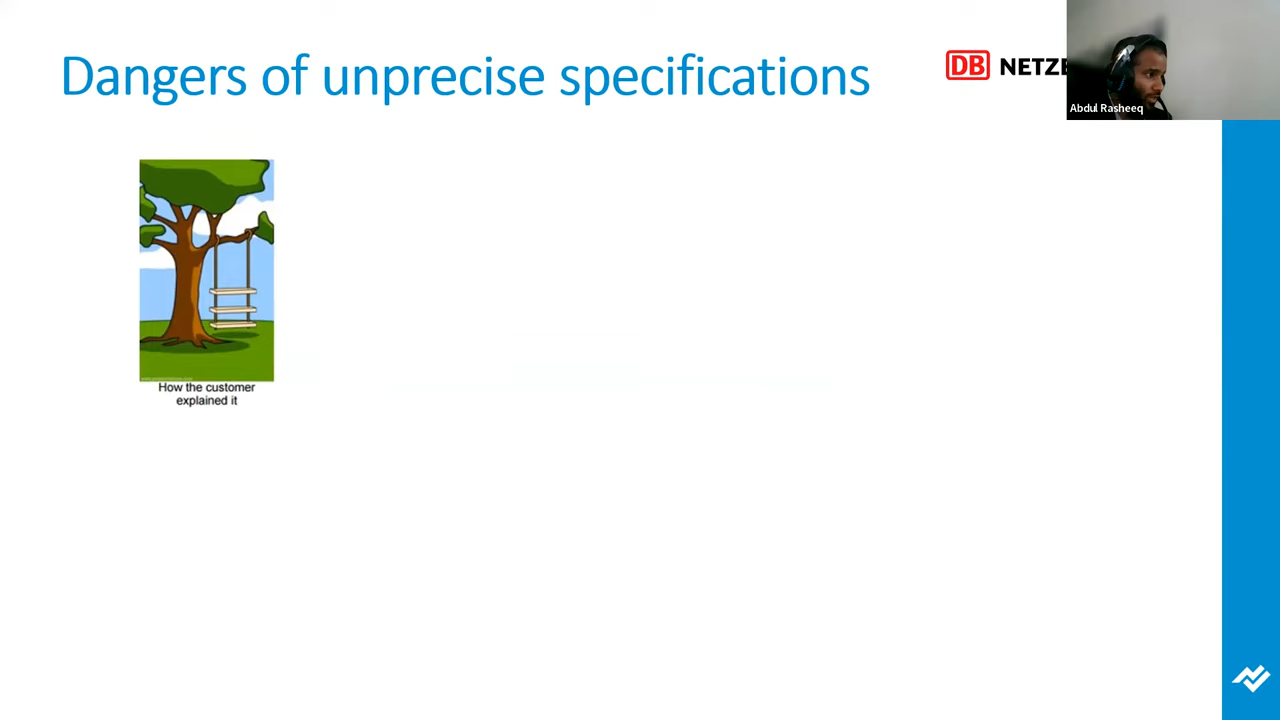 Dangers of unprecise specifications
DB NETZE
Abdul Rasheeq
How the customer
explained it